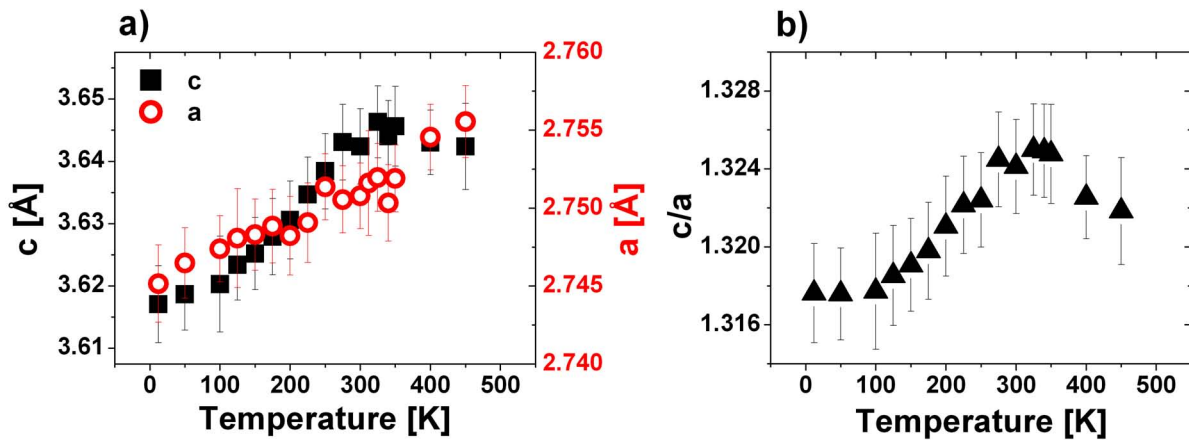 a)
c
a
3.65
3.64
3.63
3.62
3.61
c [Å]
2.760
2.755
2.750
2.745
2.740
a [Å]
0 100 200 300 400 500
Temperature [K]
b)
1.328
1.324
1.320
1.316
c/a
0 100 200 300 400 500
Temperature [K]